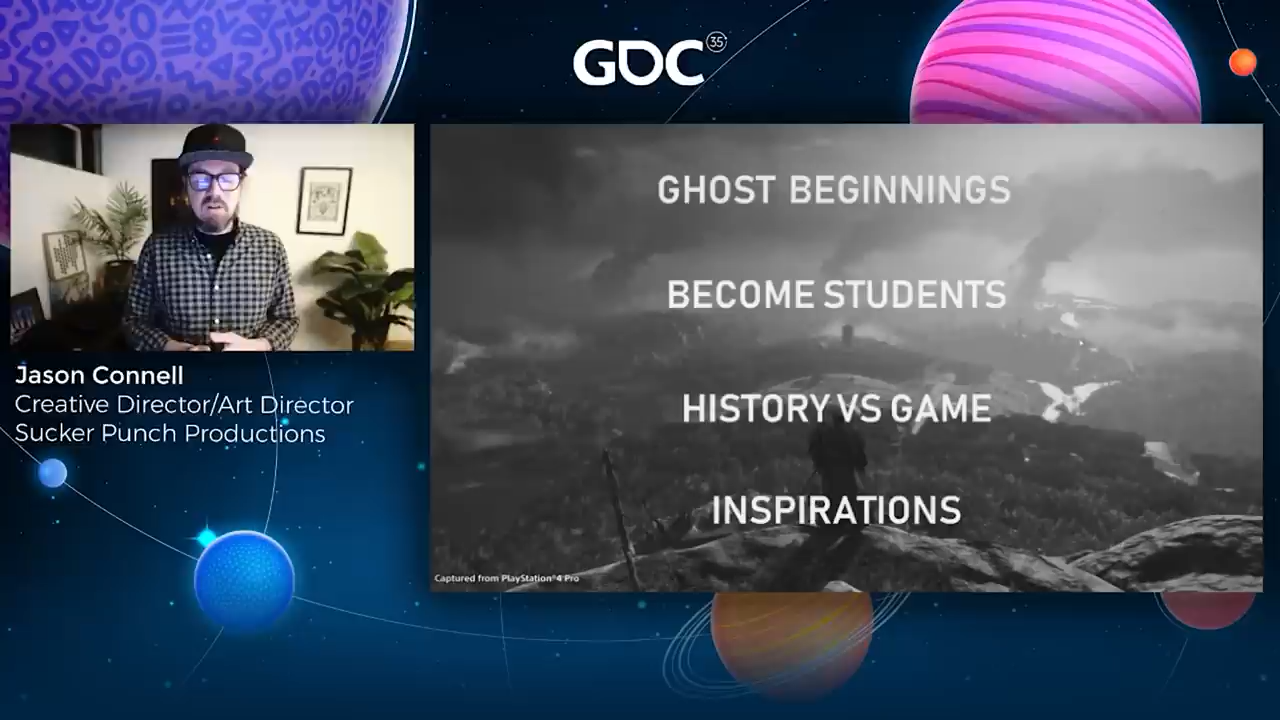 GDC 35
GHOST BEGINNINGS
BECOME STUDENTS
HISTORY VS GAME
INSPIRATIONS
Captured from PlayStation®4 Pro
Jason Connell
Creative Director/Art Director
Sucker Punch Productions